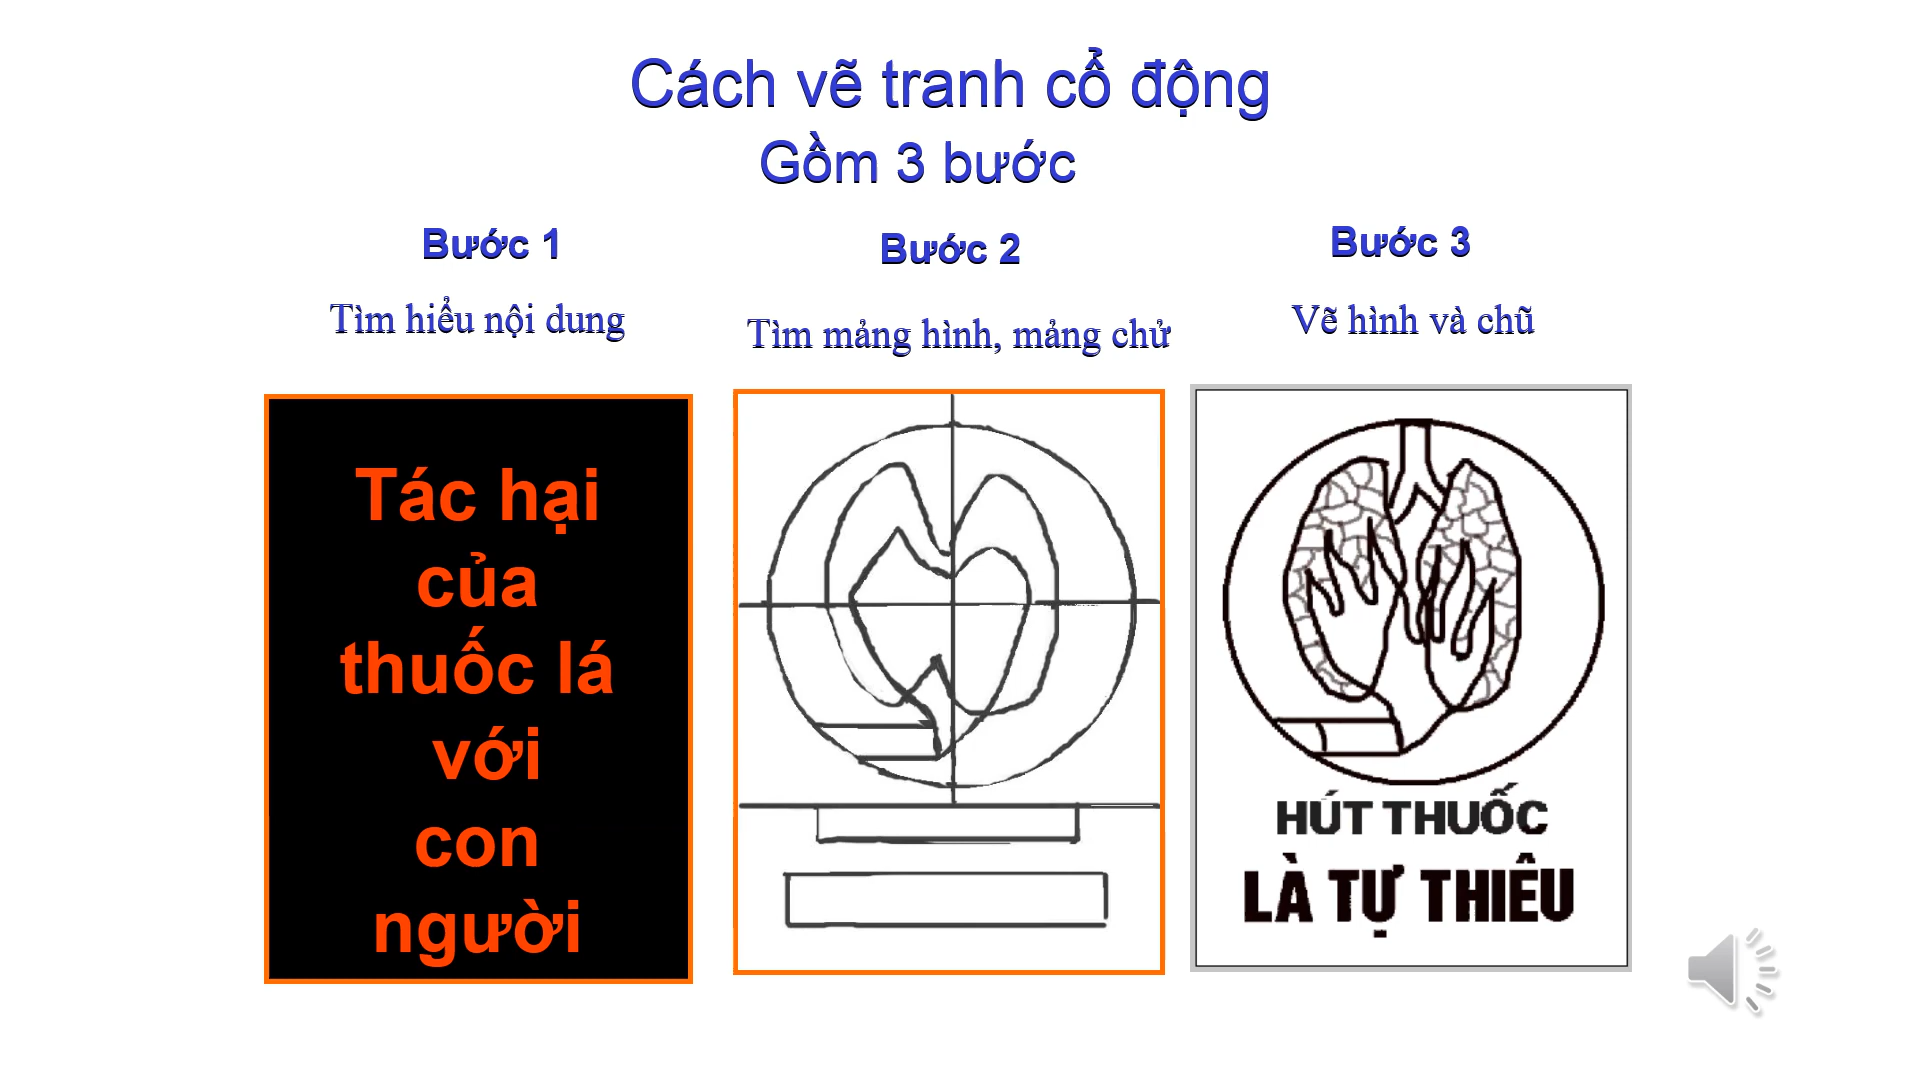 Cách vẽ tranh cổ động
Gồm 3 bước
Bước 1
Tìm hiểu nội dung
Tác hại
của
thuốc lá
với
con
người
Bước 2
Tìm mảng hình, mảng chử
Bước 3
Vẽ hình và chũ
HÚT THUỐC
LÀ TỰ THIÊU